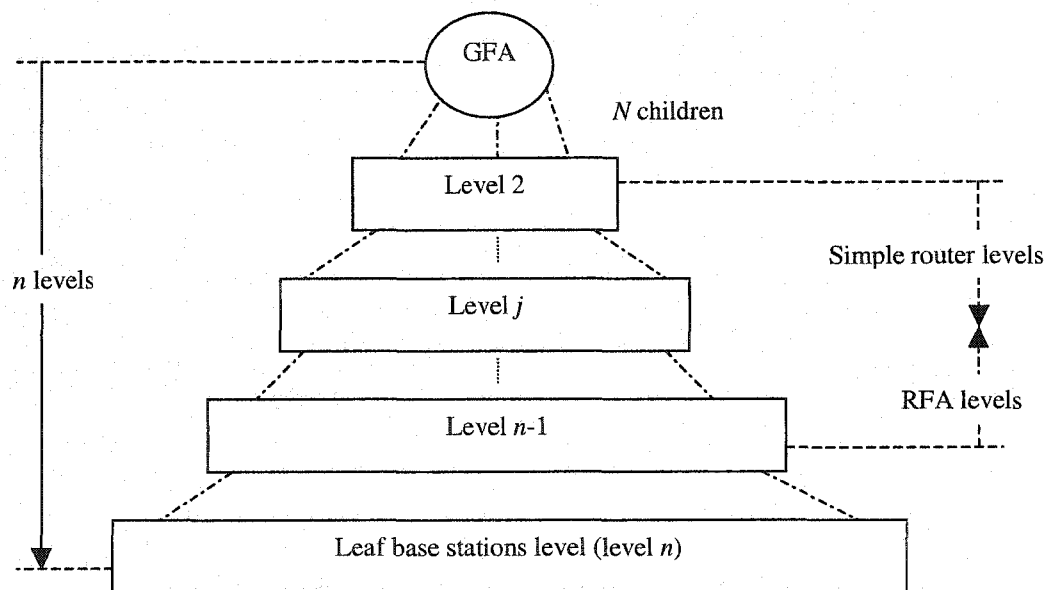 GFA
N children
Level 2
Simple router levels
n levels
Level j
RFA levels
Level n-1
Leaf base stations level (level n)